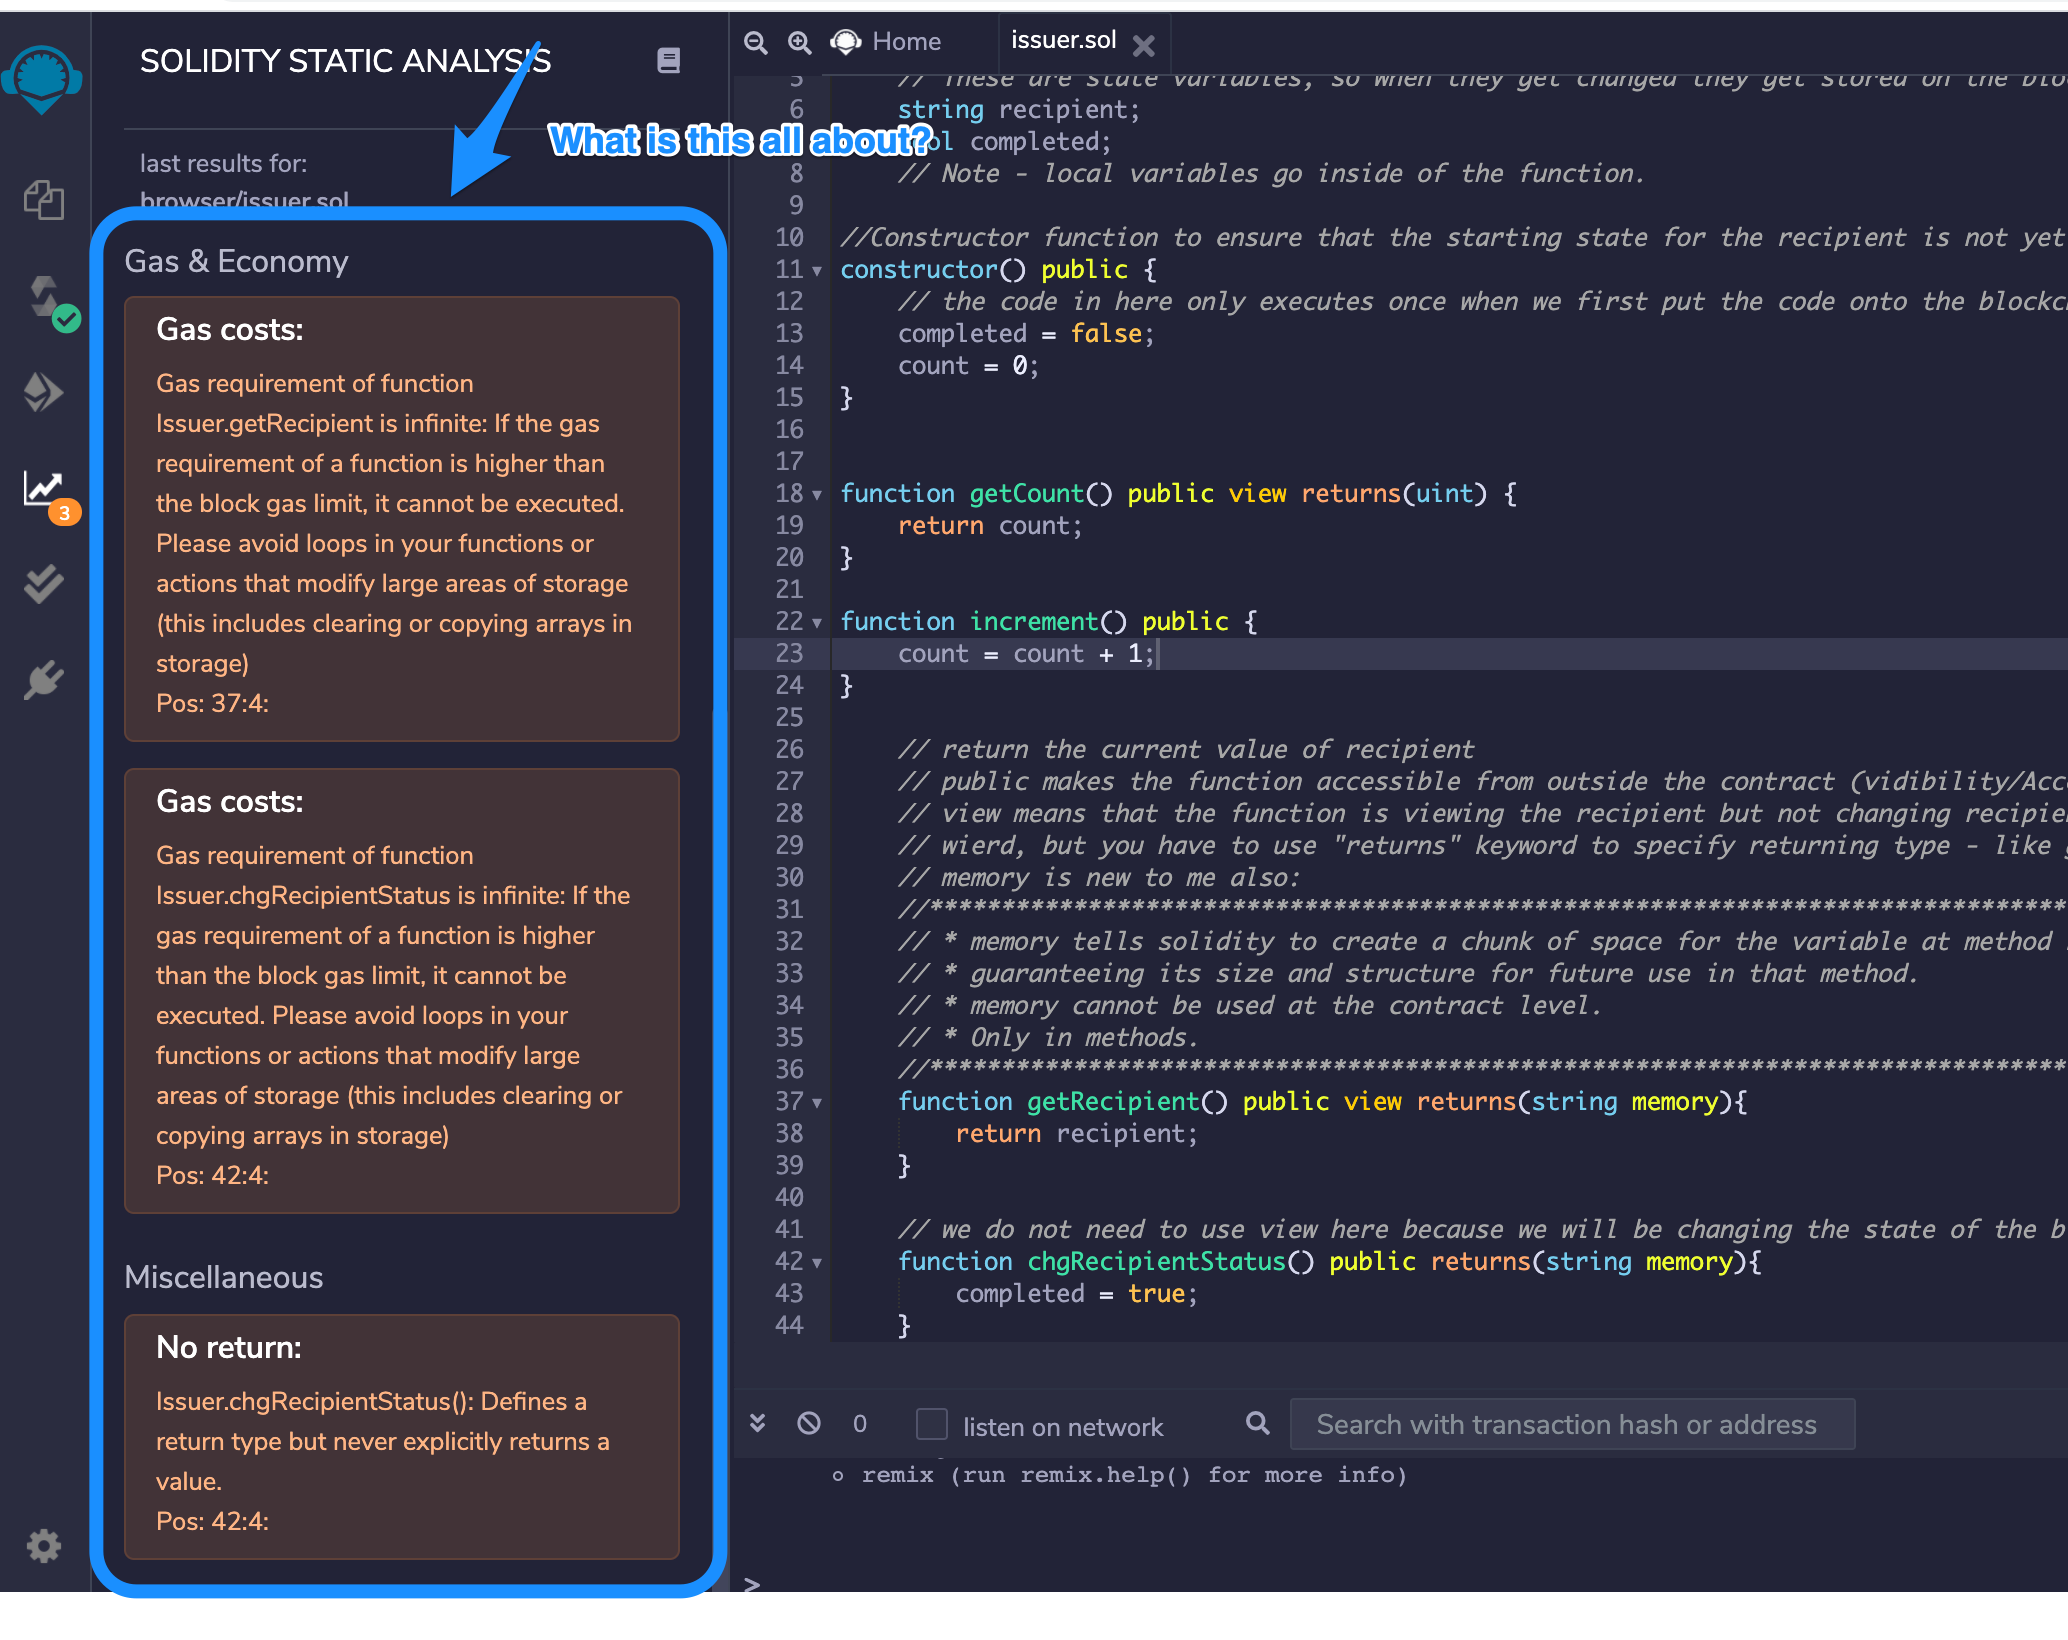 SOLIDITY STATIC ANALYSIS
What is this all about?
last results for:
browser/issuer.sol
Gas & Economy
Gas costs:
Gas requirement of function
Issuer.getRecipient is infinite: If the gas
requirement of a function is higher than
the block gas limit, it cannot be executed.
Please avoid loops in your functions or
actions that modify large areas of storage
(this includes clearing or copying arrays in
storage)
Pos: 37:4:
Gas costs:
Gas requirement of function
Issuer.chgRecipientStatus is infinite: If the
gas requirement of a function is higher
than the block gas limit, it cannot be
executed. Please avoid loops in your
functions or actions that modify large
areas of storage (this includes clearing or
copying arrays in storage)
Pos: 42:4:
Miscellaneous
No return:
Issuer.chgRecipientStatus(): Defines a
return type but never explicitly returns a
value.
Pos: 42:4:
3
Home
issuer.sol
5 // These are state variables, so when they get changed they get stored on the
6 string recipient;
completed;
8 // Note - local variables go inside of the function.
9
10 //Constructor function to ensure that the starting state for the recipient is not yet
11 constructor() public {
12 // the code in here only executes once when we first put the code onto the
13 completed = false;
14 count = 0;
15 }
16
17
18 function getCount() public view returns(uint) {
19 return count;
20 }
21
22 function increment() public {
23 count = count + 1;
24 }
25
26 // return the current value of recipient
27 // public makes the function accessible from outside the contract (vidibility/Acc
28 // view means that the function is viewing the recipient but not changing
29 // wierd, but you have to use "returns" keyword to specify returning type - like
30 // memory is new to me also:
31 //*******************************************************************************
32 // * memory tells solidity to create a chunk of space for the variable at method
33 // * guaranteeing its size and structure for future use in that method.
34 // * memory cannot be used at the contract level.
35 // * Only in methods.
36 //*******************************************************************************
37 function getRecipient() public view returns(string memory){
38 return recipient;
39 }
40
41 // we do not need to use view here because we will be changing the state of the b
42 function chgRecipientStatus() public returns(string memory){
43 completed = true;
44 }
0 listen on network
Search with transaction hash or address
remix (run remix.help() for more info)
>